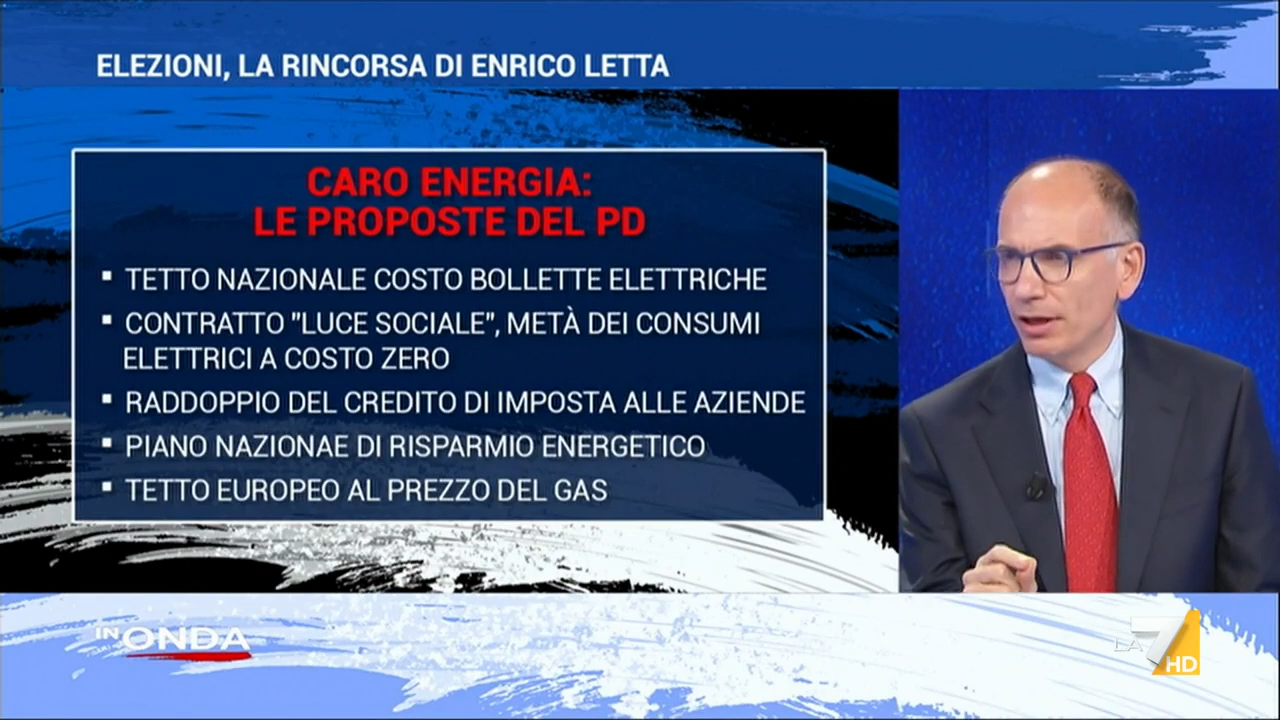 ELEZIONI, LA RINCORSA DI ENRICO LETTA
CARO ENERGIA:
LE PROPOSTE DEL PD
▪ TETTO NAZIONALE COSTO BOLLETTE ELETTRICHE
▪ CONTRATTO "LUCE SOCIALE", METÀ DEI CONSUMI
ELETTRICI A COSTO ZERO
▪ RADDOPPIO DEL CREDITO DI IMPOSTA ALLE AZIENDE
▪ PIANO NAZIONAE DI RISPARMIO ENERGETICO
▪ TETTO EUROPEO AL PREZZO DEL GAS
IN ONDA
LA 7 HD